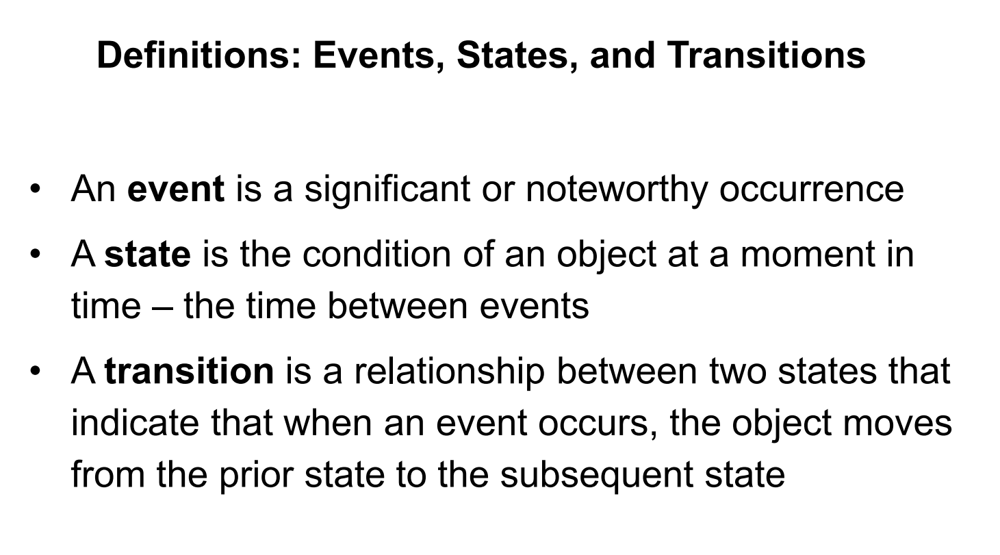 Definitions: Events, States, and Transitions
• An event is a significant or noteworthy occurrence
• A state is the condition of an object at a moment in
time – the time between events
• A transition is a relationship between two states that
indicate that when an event occurs, the object moves
from the prior state to the subsequent state